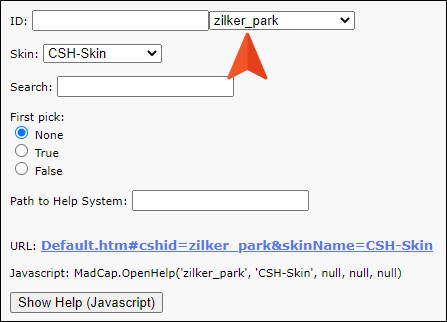 ID: zilker_park
Skin: CSH-Skin
Search:
First pick:
None
True
False
Path to Help System:
URL: Default.htm#cshid=zilker_park&skinName=CSH-Skin
Javascript: MadCap.OpenHelp('zilker_park', 'CSH-Skin', null, null, null)
Show Help (Javascript)